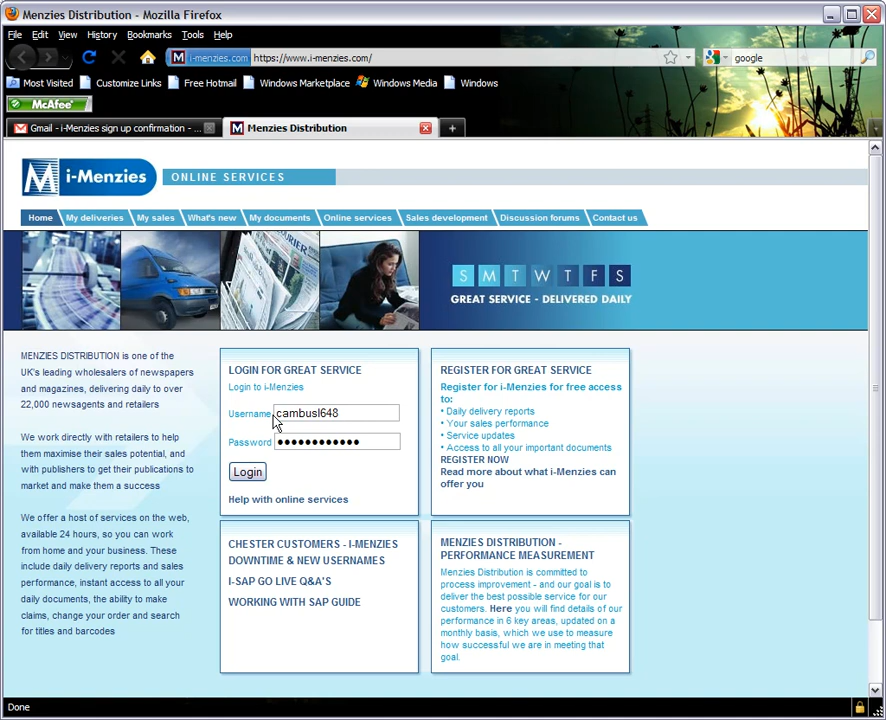 Menzies Distribution - Mozilla Firefox
File Edit View History Bookmarks Tools Help
i-menzies.com https://www.i-menzies.com/ google
Most Visited Customize Links Free Hotmail Windows Marketplace Windows Media Windows
McAfee
Gmail - i-Menzies sign up confirmation - ... Menzies Distribution
i-Menzies ONLINE SERVICES
Home My deliveries My sales What's new My documents Online services Sales development Discussion forums Contact us
COURIER
S M T W T F S
GREAT SERVICE - DELIVERED DAILY
MENZIES DISTRIBUTION is one of the
UK's leading wholesalers of newspapers
and magazines, delivering daily to over
22,000 newsagents and retailers
We work directly with retailers to help
them maximise their sales potential, and
with publishers to get their publications to
market and make them a success
We offer a host of services on the web,
available 24 hours, so you can work
from home and your business. These
include daily delivery reports and sales
performance, instant access to all your
daily documents, the ability to make
claims, change your order and search
for titles and barcodes
LOGIN FOR GREAT SERVICE
Login to i-Menzies
Username cambusl648
Password ●●●●●●●●●●●●
Login
Help with online services
REGISTER FOR GREAT SERVICE
Register for i-Menzies for free access
to:
• Daily delivery reports
• Your sales performance
• Service updates
• Access to all your important documents
REGISTER NOW
Read more about what i-Menzies can
offer you
CHESTER CUSTOMERS - I-MENZIES
DOWNTIME & NEW USERNAMES
I-SAP GO LIVE Q&A'S
WORKING WITH SAP GUIDE
MENZIES DISTRIBUTION -
PERFORMANCE MEASUREMENT
Menzies Distribution is committed to
process improvement - and our goal is to
deliver the best possible service for our
customers. Here you will find details of our
performance in 6 key areas, updated on a
monthly basis, which we use to measure
how successful we are in meeting that
goal.
Done